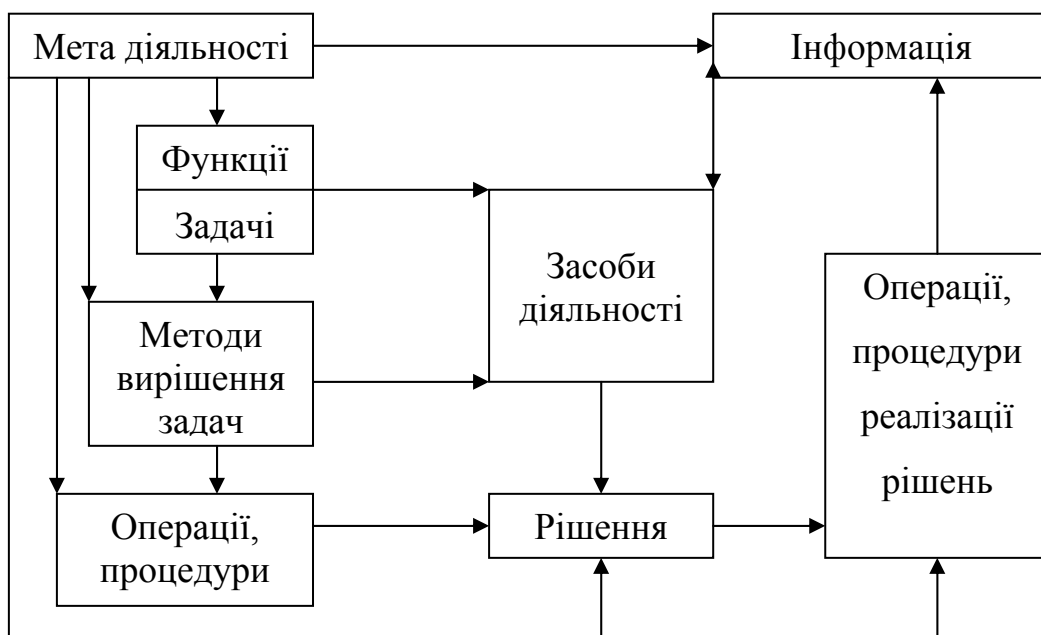 Мета діяльності
Інформація
Функції
Задачі
Засоби
діяльності
Операції,
процедури
реалізації
рішень
Методи
вирішення
задач
Операції,
процедури
Рішення